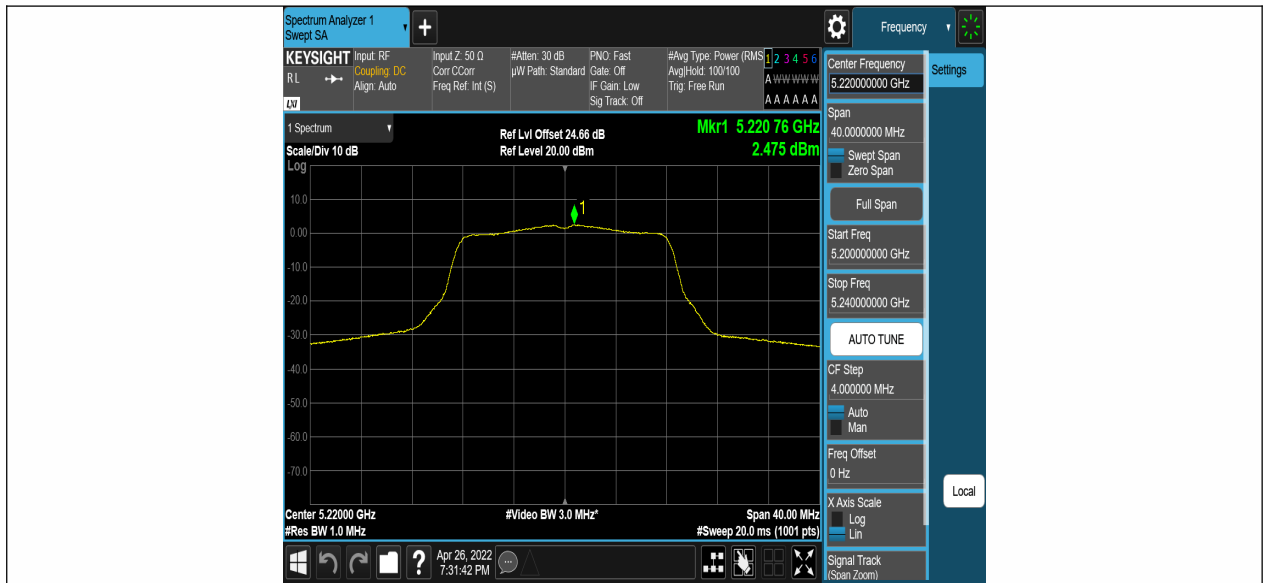 Spectrum Analyzer 1
Swept SA
+
Frequency
KEYSIGHT
RL
LXI
Input: RF
Coupling: DC
Align: Auto
Input Z: 50 Ω
Corr CCorr
Freq Ref: Int (S)
#Atten: 30 dB
µW Path: Standard
PNO: Fast
Gate: Off
IF Gain: Low
Sig Track: Off
#Avg Type: Power (RMS
Avg|Hold: 100/100
Trig: Free Run
1 2 3 4 5 6
A W W W W W
A A A A A A
1 Spectrum
Scale/Div 10 dB
Ref Lvl Offset 24.66 dB
Ref Level 20.00 dBm
Mkr1 5.220 76 GHz
2.475 dBm
Log
10.0
0.00
-10.0
-20.0
-30.0
-40.0
-50.0
-60.0
-70.0
1
Center 5.22000 GHz
#Res BW 1.0 MHz
#Video BW 3.0 MHz*
Span 40.00 MHz
#Sweep 20.0 ms (1001 pts)
?
Apr 26, 2022
7:31:42 PM
Center Frequency
5.220000000 GHz
Span
40.0000000 MHz
Swept Span
Zero Span
Full Span
Start Freq
5.200000000 GHz
Stop Freq
5.240000000 GHz
AUTO TUNE
CF Step
4.000000 MHz
Auto
Man
Freq Offset
0 Hz
X Axis Scale
Log
Lin
Signal Track
(Span Zoom)
Settings
Local